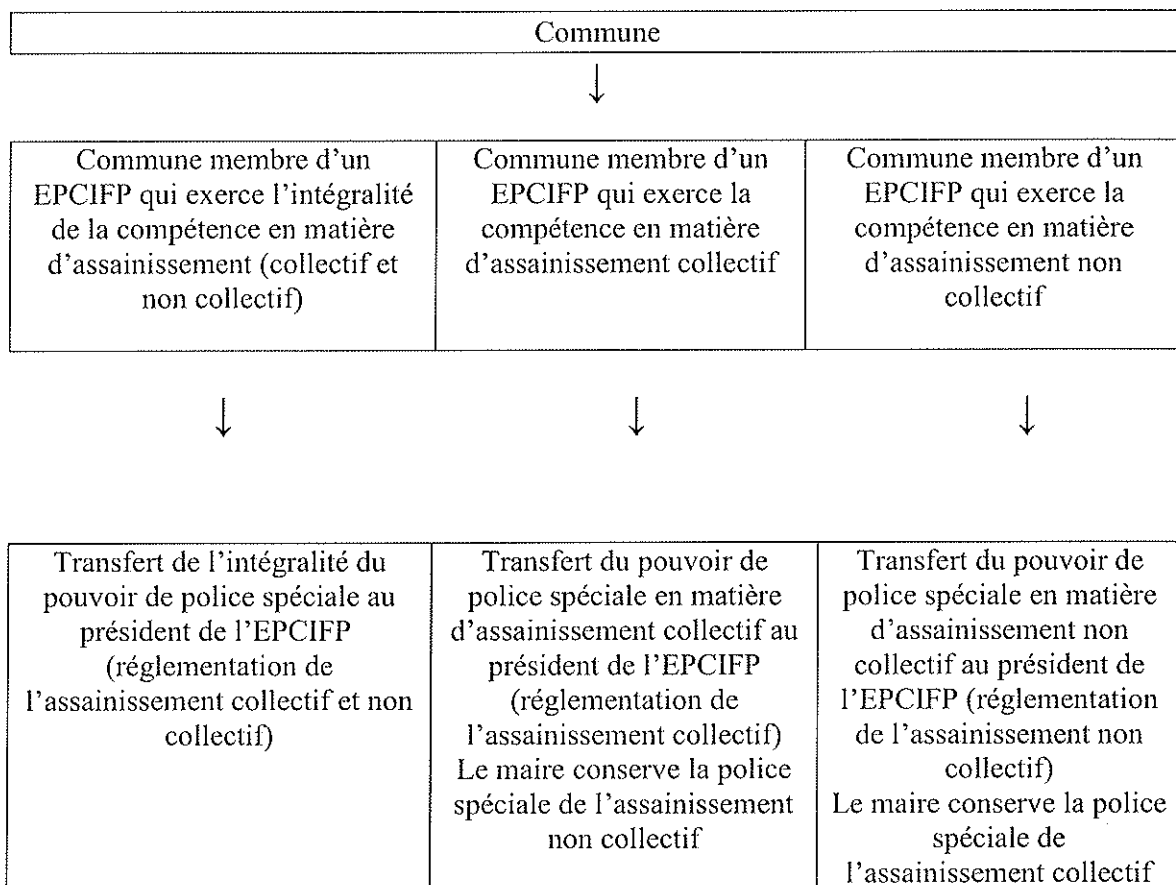 Commune
↓
Commune membre d'un
EPCIFP qui exerce l'intégralité
de la compétence en matière
d'assainissement (collectif et
non collectif)
Commune membre d'un
EPCIFP qui exerce la
compétence en matière
d'assainissement collectif
Commune membre d'un
EPCIFP qui exerce la
compétence en matière
d'assainissement non
collectif
↓
↓
↓
Transfert de l'intégralité du
pouvoir de police spéciale au
président de l'EPCIFP
(réglementation de
l'assainissement collectif et non
collectif)
Transfert du pouvoir de
police spéciale en matière
d'assainissement collectif au
président de l'EPCIFP
(réglementation de
l'assainissement collectif)
Le maire conserve la police
spéciale de l'assainissement
non collectif
Transfert du pouvoir de
police spéciale en matière
d'assainissement non
collectif au président de
l'EPCIFP (réglementation
de l'assainissement non
collectif)
Le maire conserve la police
spéciale de
l'assainissement collectif